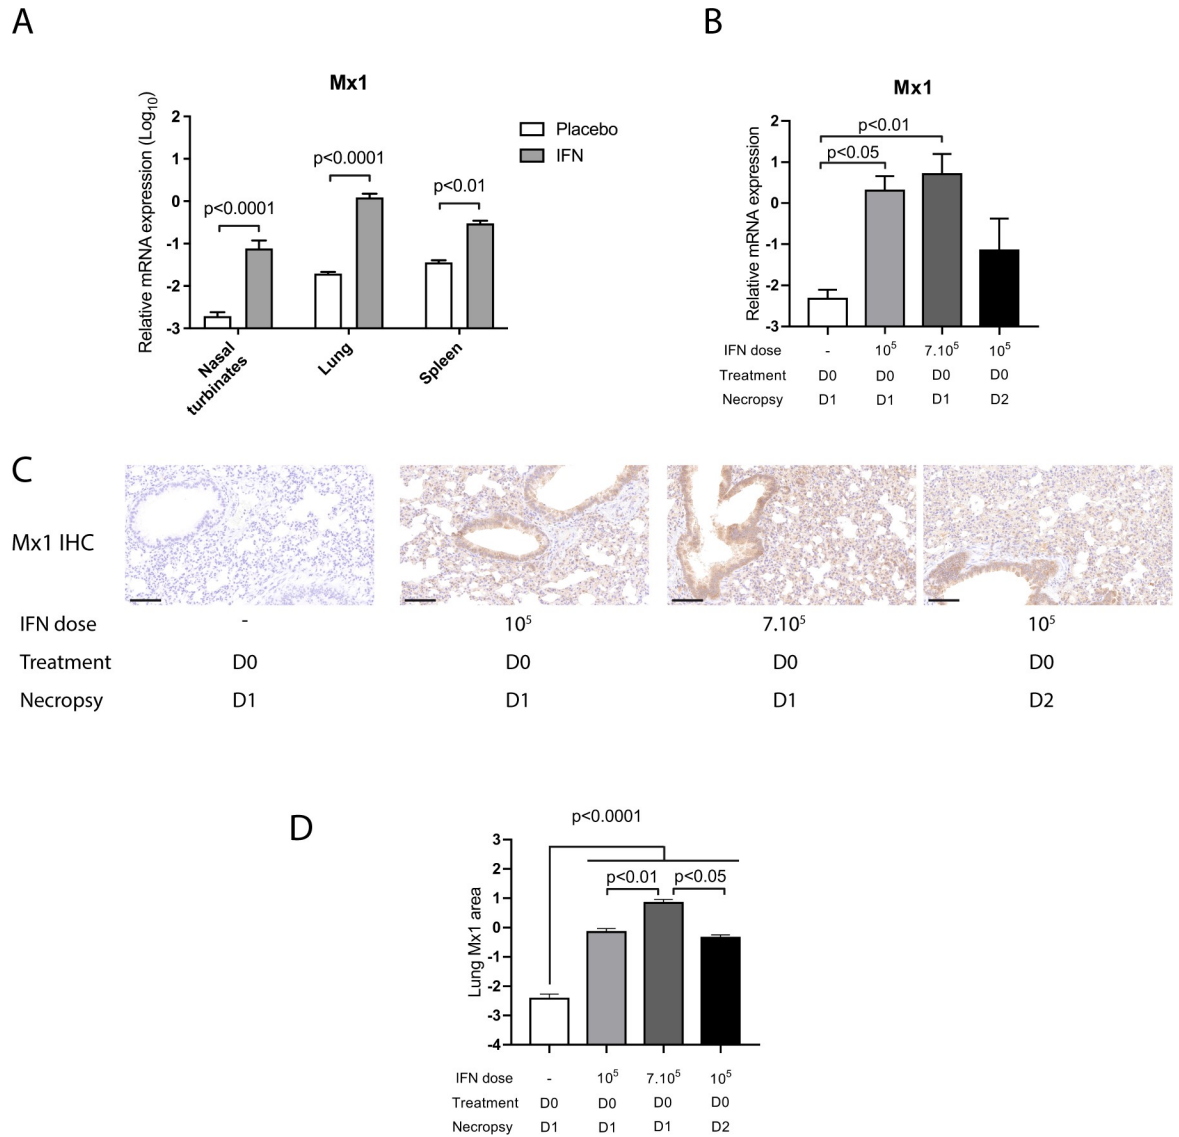 A
Mx1
Relative mRNA expression (Log10)
2
1
0
-1
-2
-3
p<0.0001
p<0.0001
p<0.01
Placebo
IFN
Nasal
turbinates
Lung
Spleen
B
Mx1
Relative mRNA expression
2
1
0
-1
-2
-3
p<0.01
p<0.05
IFN dose - 10⁵ 7.10⁵ 10⁵
Treatment D0 D0 D0 D0
Necropsy D1 D1 D1 D2
C
Mx1 IHC
IFN dose - 10⁵ 7.10⁵ 10⁵
Treatment D0 D0 D0 D0
Necropsy D1 D1 D1 D2
D
p<0.0001
Lung Mx1 area
3
2
1
0
-1
-2
-3
-4
p<0.01 p<0.05
IFN dose - 10⁵ 7.10⁵ 10⁵
Treatment D0 D0 D0 D0
Necropsy D1 D1 D1 D2